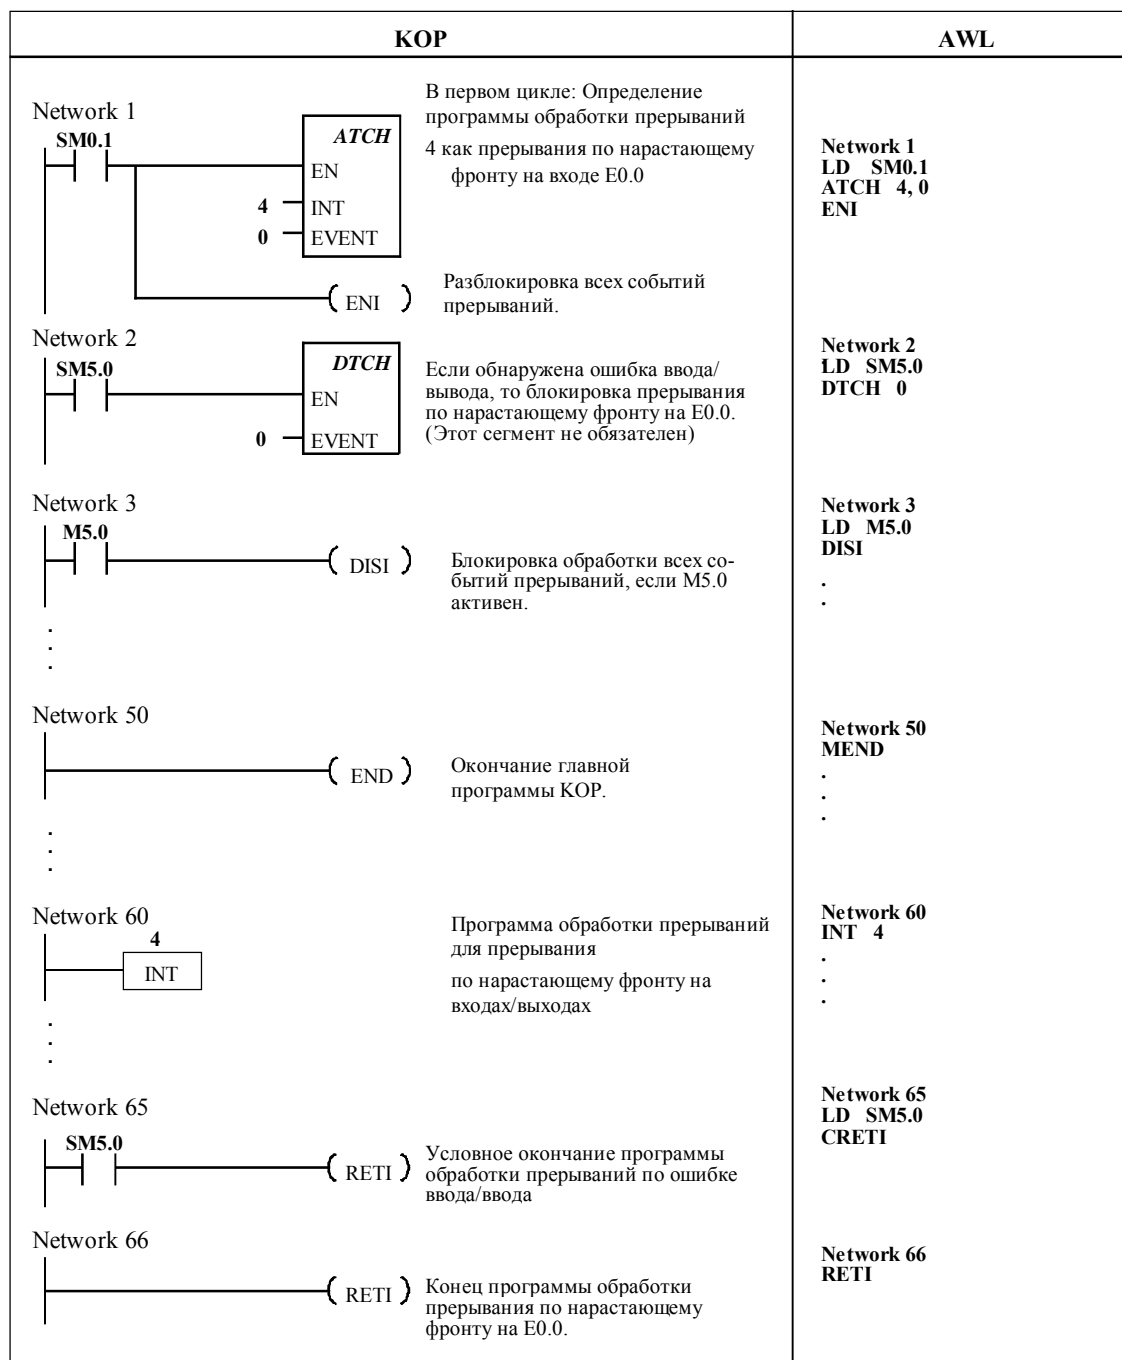 KOP
AWL
Network 1
SM0.1
ATCH
EN
4 INT
0 EVENT
ENI
В первом цикле: Определение
программы обработки прерываний
4 как прерывания по нарастающему
фронту на входе E0.0
Разблокировка всех событий
прерываний.
Network 1
LD SM0.1
ATCH 4, 0
ENI
Network 2
SM5.0
DTCH
EN
0 EVENT
Если обнаружена ошибка ввода/
вывода, то блокировка прерывания
по нарастающему фронту на E0.0.
(Этот сегмент не обязателен)
Network 2
LD SM5.0
DTCH 0
Network 3
M5.0
DISI
Блокировка обработки всех со-
бытий прерываний, если M5.0
активен.
Network 3
LD M5.0
DISI
.
.
.
.
.
Network 50
END
Окончание главной
программы KOP.
Network 50
MEND
.
.
.
.
.
.
Network 60
4
INT
Программа обработки прерываний
для прерывания
по нарастающему фронту на
входах/выходах
Network 60
INT 4
.
.
.
.
.
.
Network 65
SM5.0
RETI
Условное окончание программы
обработки прерываний по ошибке
ввода/ввода
Network 65
LD SM5.0
CRETI
Network 66
RETI
Конец программы обработки
прерывания по нарастающему
фронту на E0.0.
Network 66
RETI